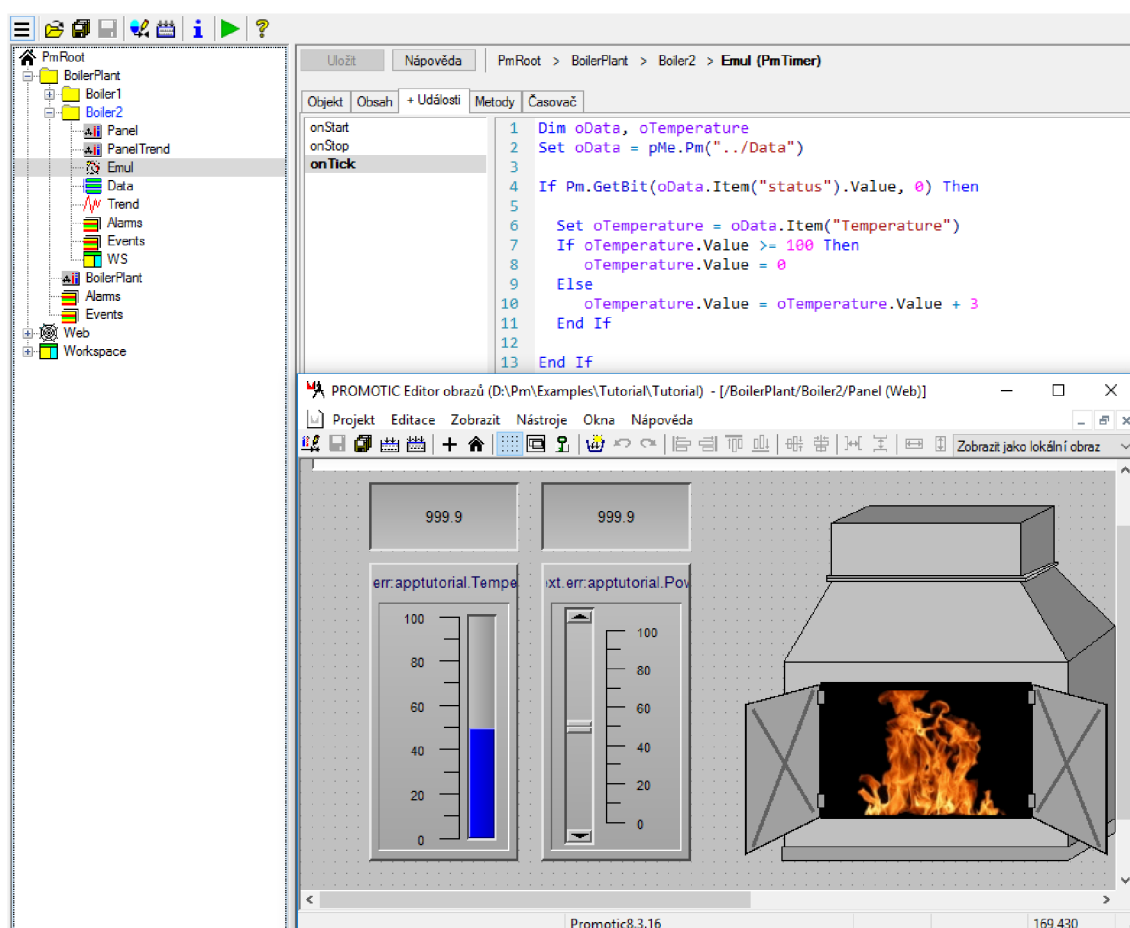 PmRoot
BoilerPlant
Boiler1
Boiler2
Panel
PanelTrend
Emul
Data
Trend
Alarms
Events
WS
BoilerPlant
Alarms
Events
Web
Workspace
Uložit Nápověda PmRoot > BoilerPlant > Boiler2 > Emul (PmTimer)
Objekt Obsah + Události Metody Časovač
onStart
onStop
onTick
1 Dim oData, oTemperature
2 Set oData = pMe.Pm("../Data")
3
4 If Pm.GetBit(oData.Item("status").Value, 0) Then
5
6 Set oTemperature = oData.Item("Temperature")
7 If oTemperature.Value >= 100 Then
8 oTemperature.Value = 0
9 Else
10 oTemperature.Value = oTemperature.Value + 3
11 End If
12
13 End If
PROMOTIC Editor obrazů (D:\Pm\Examples\Tutorial\Tutorial) - [/BoilerPlant/Boiler2/Panel (Web)]
Projekt Editace Zobrazit Nástroje Okna Nápověda
Zobrazit jako lokální obraz
999.9 999.9
err:apptutorial.Tempe xt.err:apptutorial.Pow
100
80
60
40
20
0
100
80
60
40
20
0
Promotic8.3.16 169,430